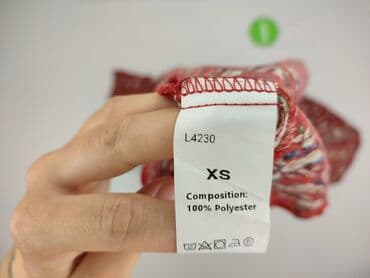 L4230
XS
Composition:
100% Polyester